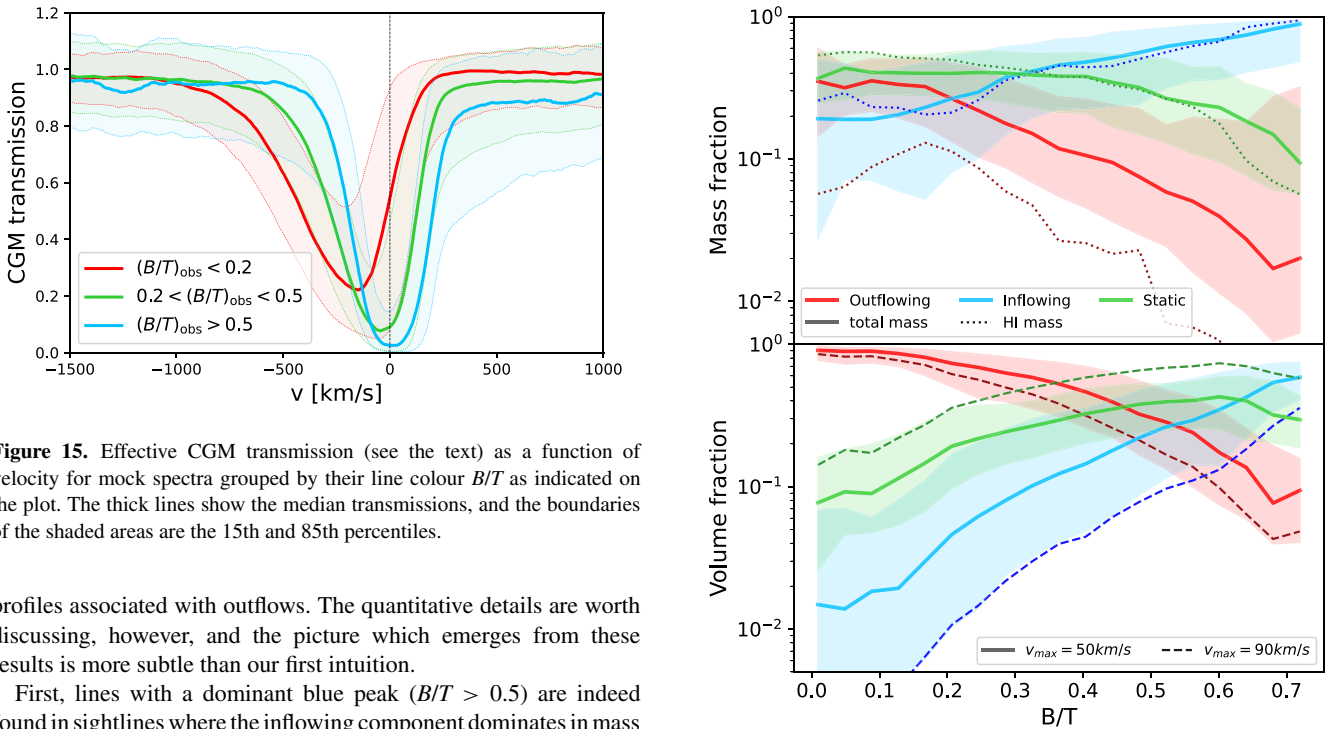 1.2
1.0
0.8
0.6
0.4
0.2
0.0
CGM transmission
(B/T)obs < 0.2
0.2 < (B/T)obs < 0.5
(B/T)obs > 0.5
−1500 −1000 −500 0 500 1000
v [km/s]
Figure 15. Effective CGM transmission (see the text) as a function of
velocity for mock spectra grouped by their line colour B/T as indicated on
the plot. The thick lines show the median transmissions, and the boundaries
of the shaded areas are the 15th and 85th percentiles.
profiles associated with outflows. The quantitative details are worth
discussing, however, and the picture which emerges from these
results is more subtle than our first intuition.
First, lines with a dominant blue peak (B/T > 0.5) are indeed
found in sightlines where the inflowing component dominates in mass
10⁰
10⁻¹
10⁻²
Mass fraction
Outflowing Inflowing Static
total mass HI mass
10⁰
10⁻¹
10⁻²
Volume fraction
vmax = 50km/s vmax = 90km/s
0.0 0.1 0.2 0.3 0.4 0.5 0.6 0.7
B/T